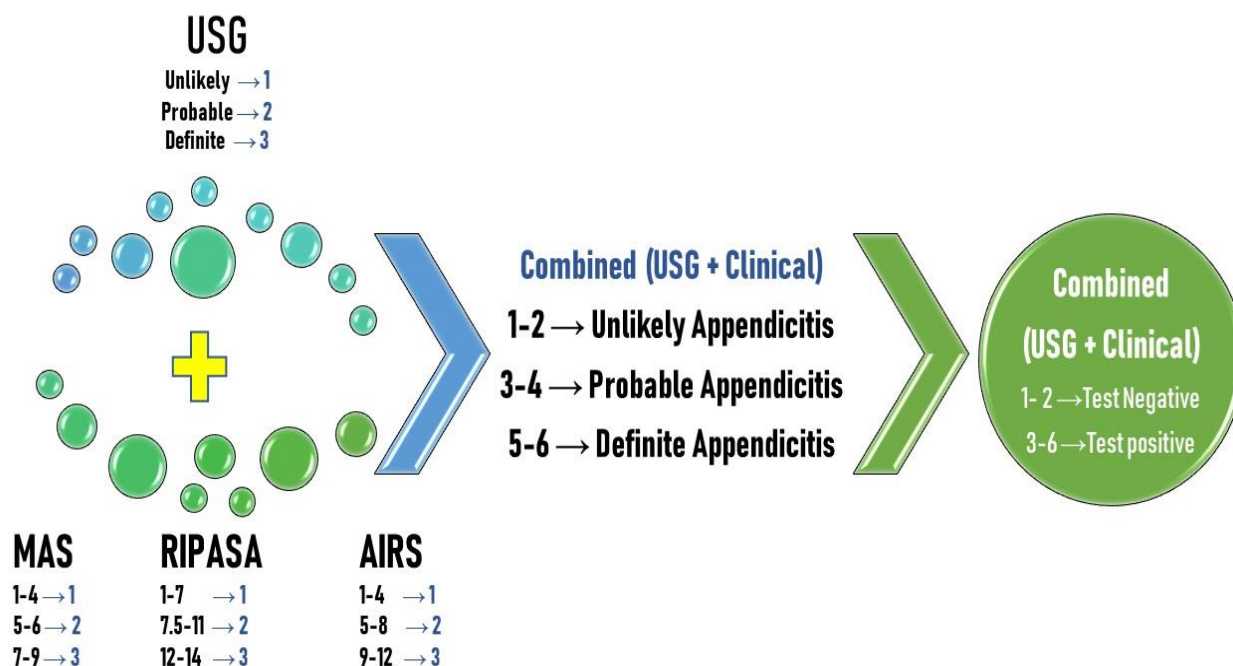 USG
Unlikely → 1
Probable → 2
Definite → 3
Combined (USG + Clinical)
1-2 → Unlikely Appendicitis
3-4 → Probable Appendicitis
5-6 → Definite Appendicitis
Combined
(USG + Clinical)
1- 2 → Test Negative
3-6 → Test positive
MAS
1-4 → 1
5-6 → 2
7-9 → 3
RIPASA
1-7 → 1
7.5-11 → 2
12-14 → 3
AIRS
1-4 → 1
5-8 → 2
9-12 → 3